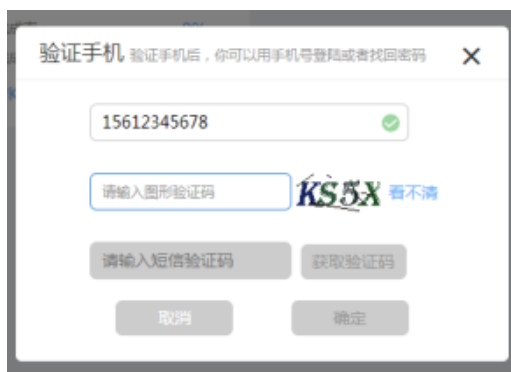 验证手机 验证手机后，你可以用手机号登陆或者找回密码
15612345678
请输入图形验证码 KS5X 看不清
请输入短信验证码 获取验证码
取消 确定